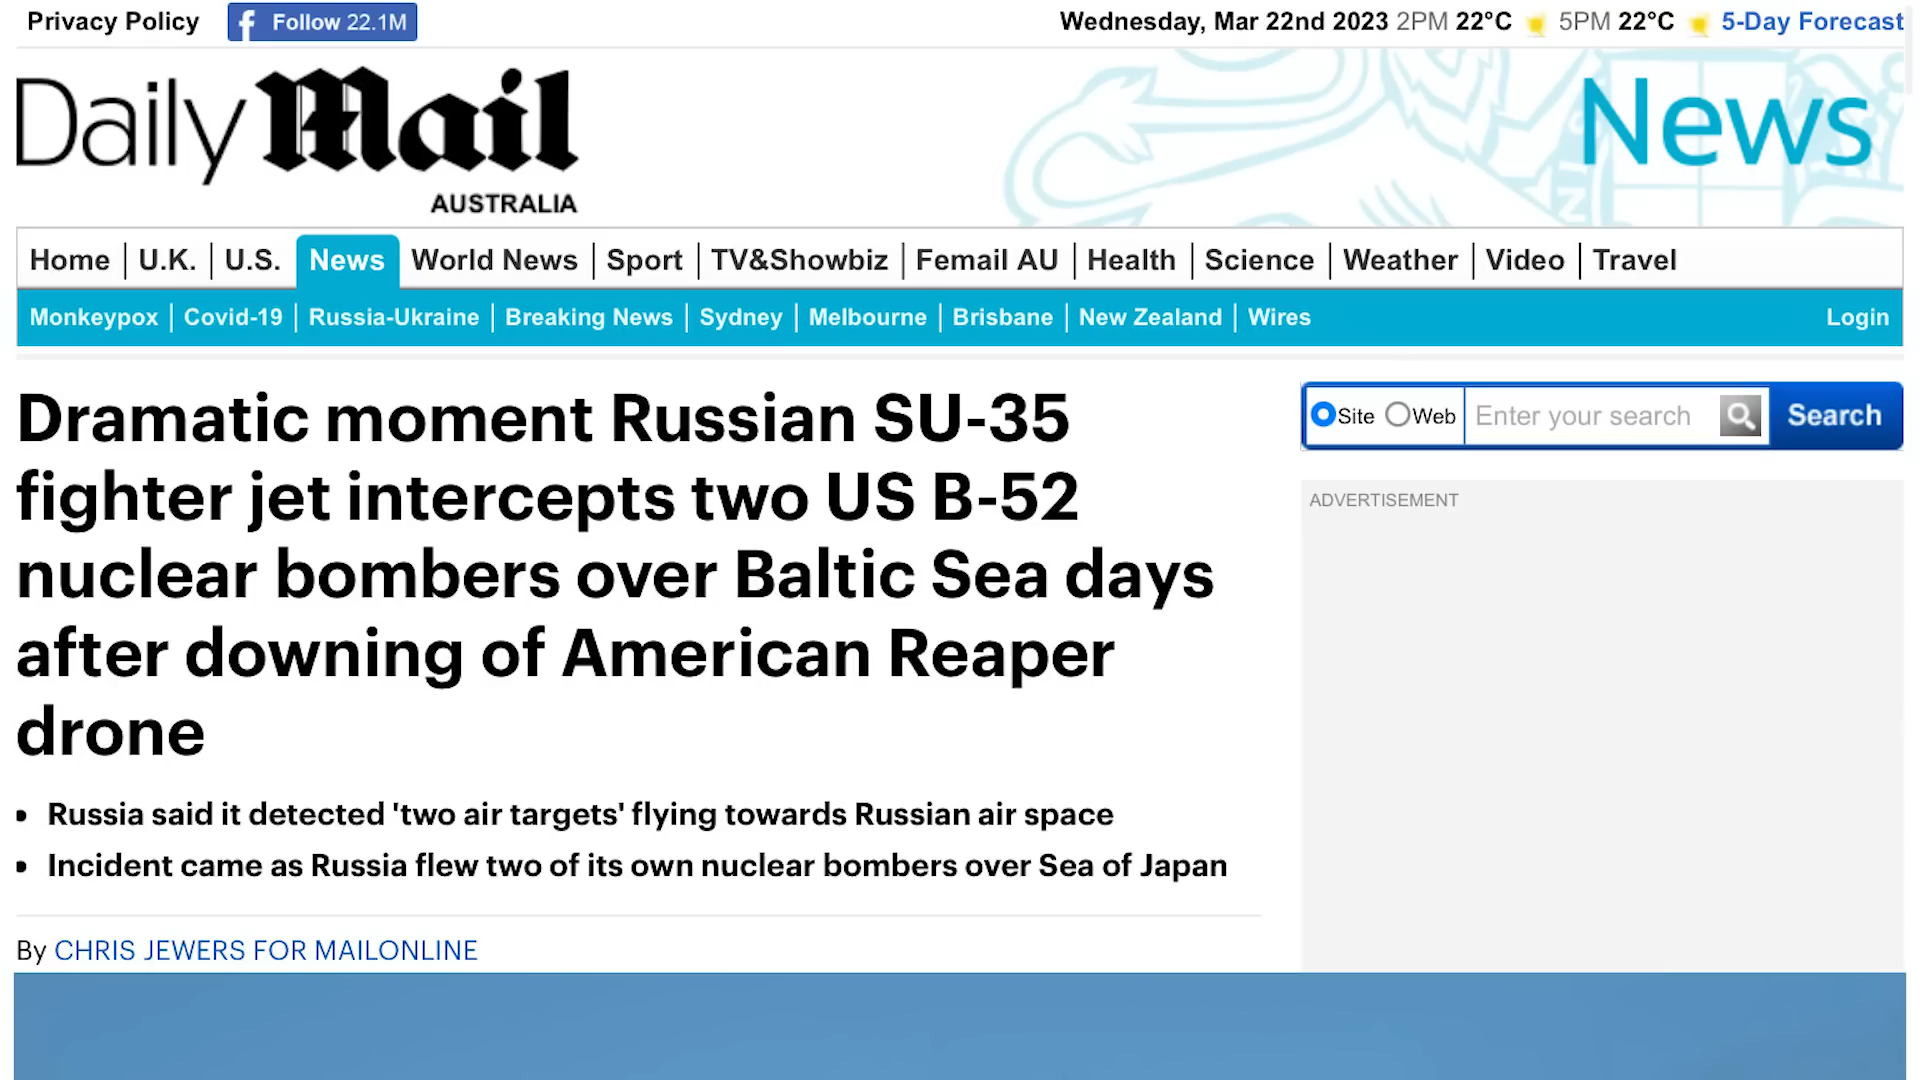 Privacy Policy
Follow 22.1M
Wednesday, Mar 22nd 2023 2PM 22°C 5PM 22°C 5-Day Forecast
Daily Mail
AUSTRALIA
News
Home U.K. U.S. News World News Sport TV&Showbiz Femail AU Health Science Weather Video Travel
Monkeypox Covid-19 Russia-Ukraine Breaking News Sydney Melbourne Brisbane New Zealand Wires Login
Dramatic moment Russian SU-35
fighter jet intercepts two US B-52
nuclear bombers over Baltic Sea days
after downing of American Reaper
drone
• Russia said it detected 'two air targets' flying towards Russian air space
• Incident came as Russia flew two of its own nuclear bombers over Sea of Japan
By CHRIS JEWERS FOR MAILONLINE
Site Web Enter your search Search
ADVERTISEMENT